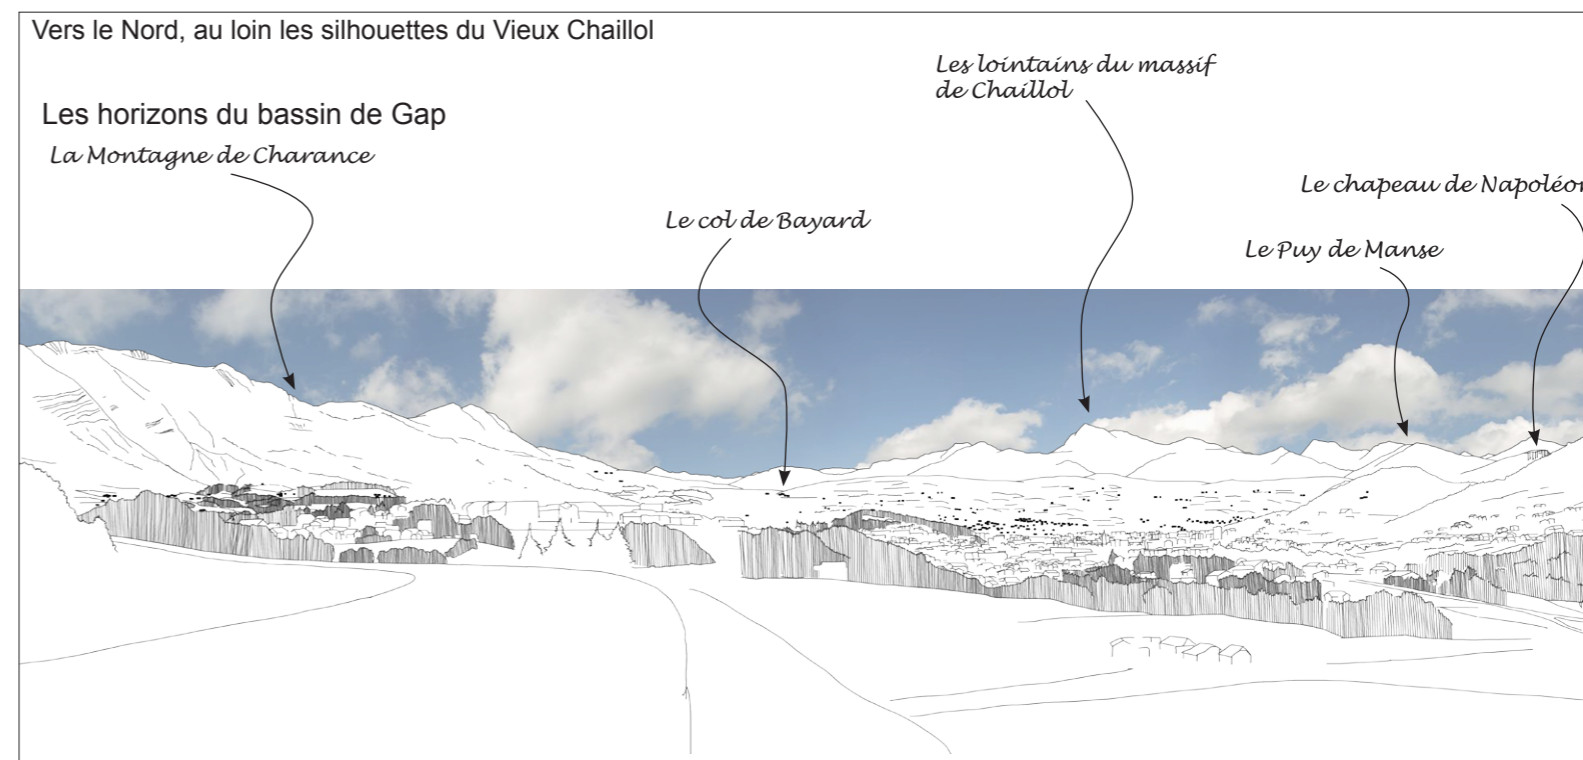 Vers le Nord, au loin les silhouettes du Vieux Chaillol
Les lointains du massif
de Chaillol
Les horizons du bassin de Gap
La Montagne de Charance
Le chapeau de Napoléon
Le col de Bayard
Le Puy de Manse